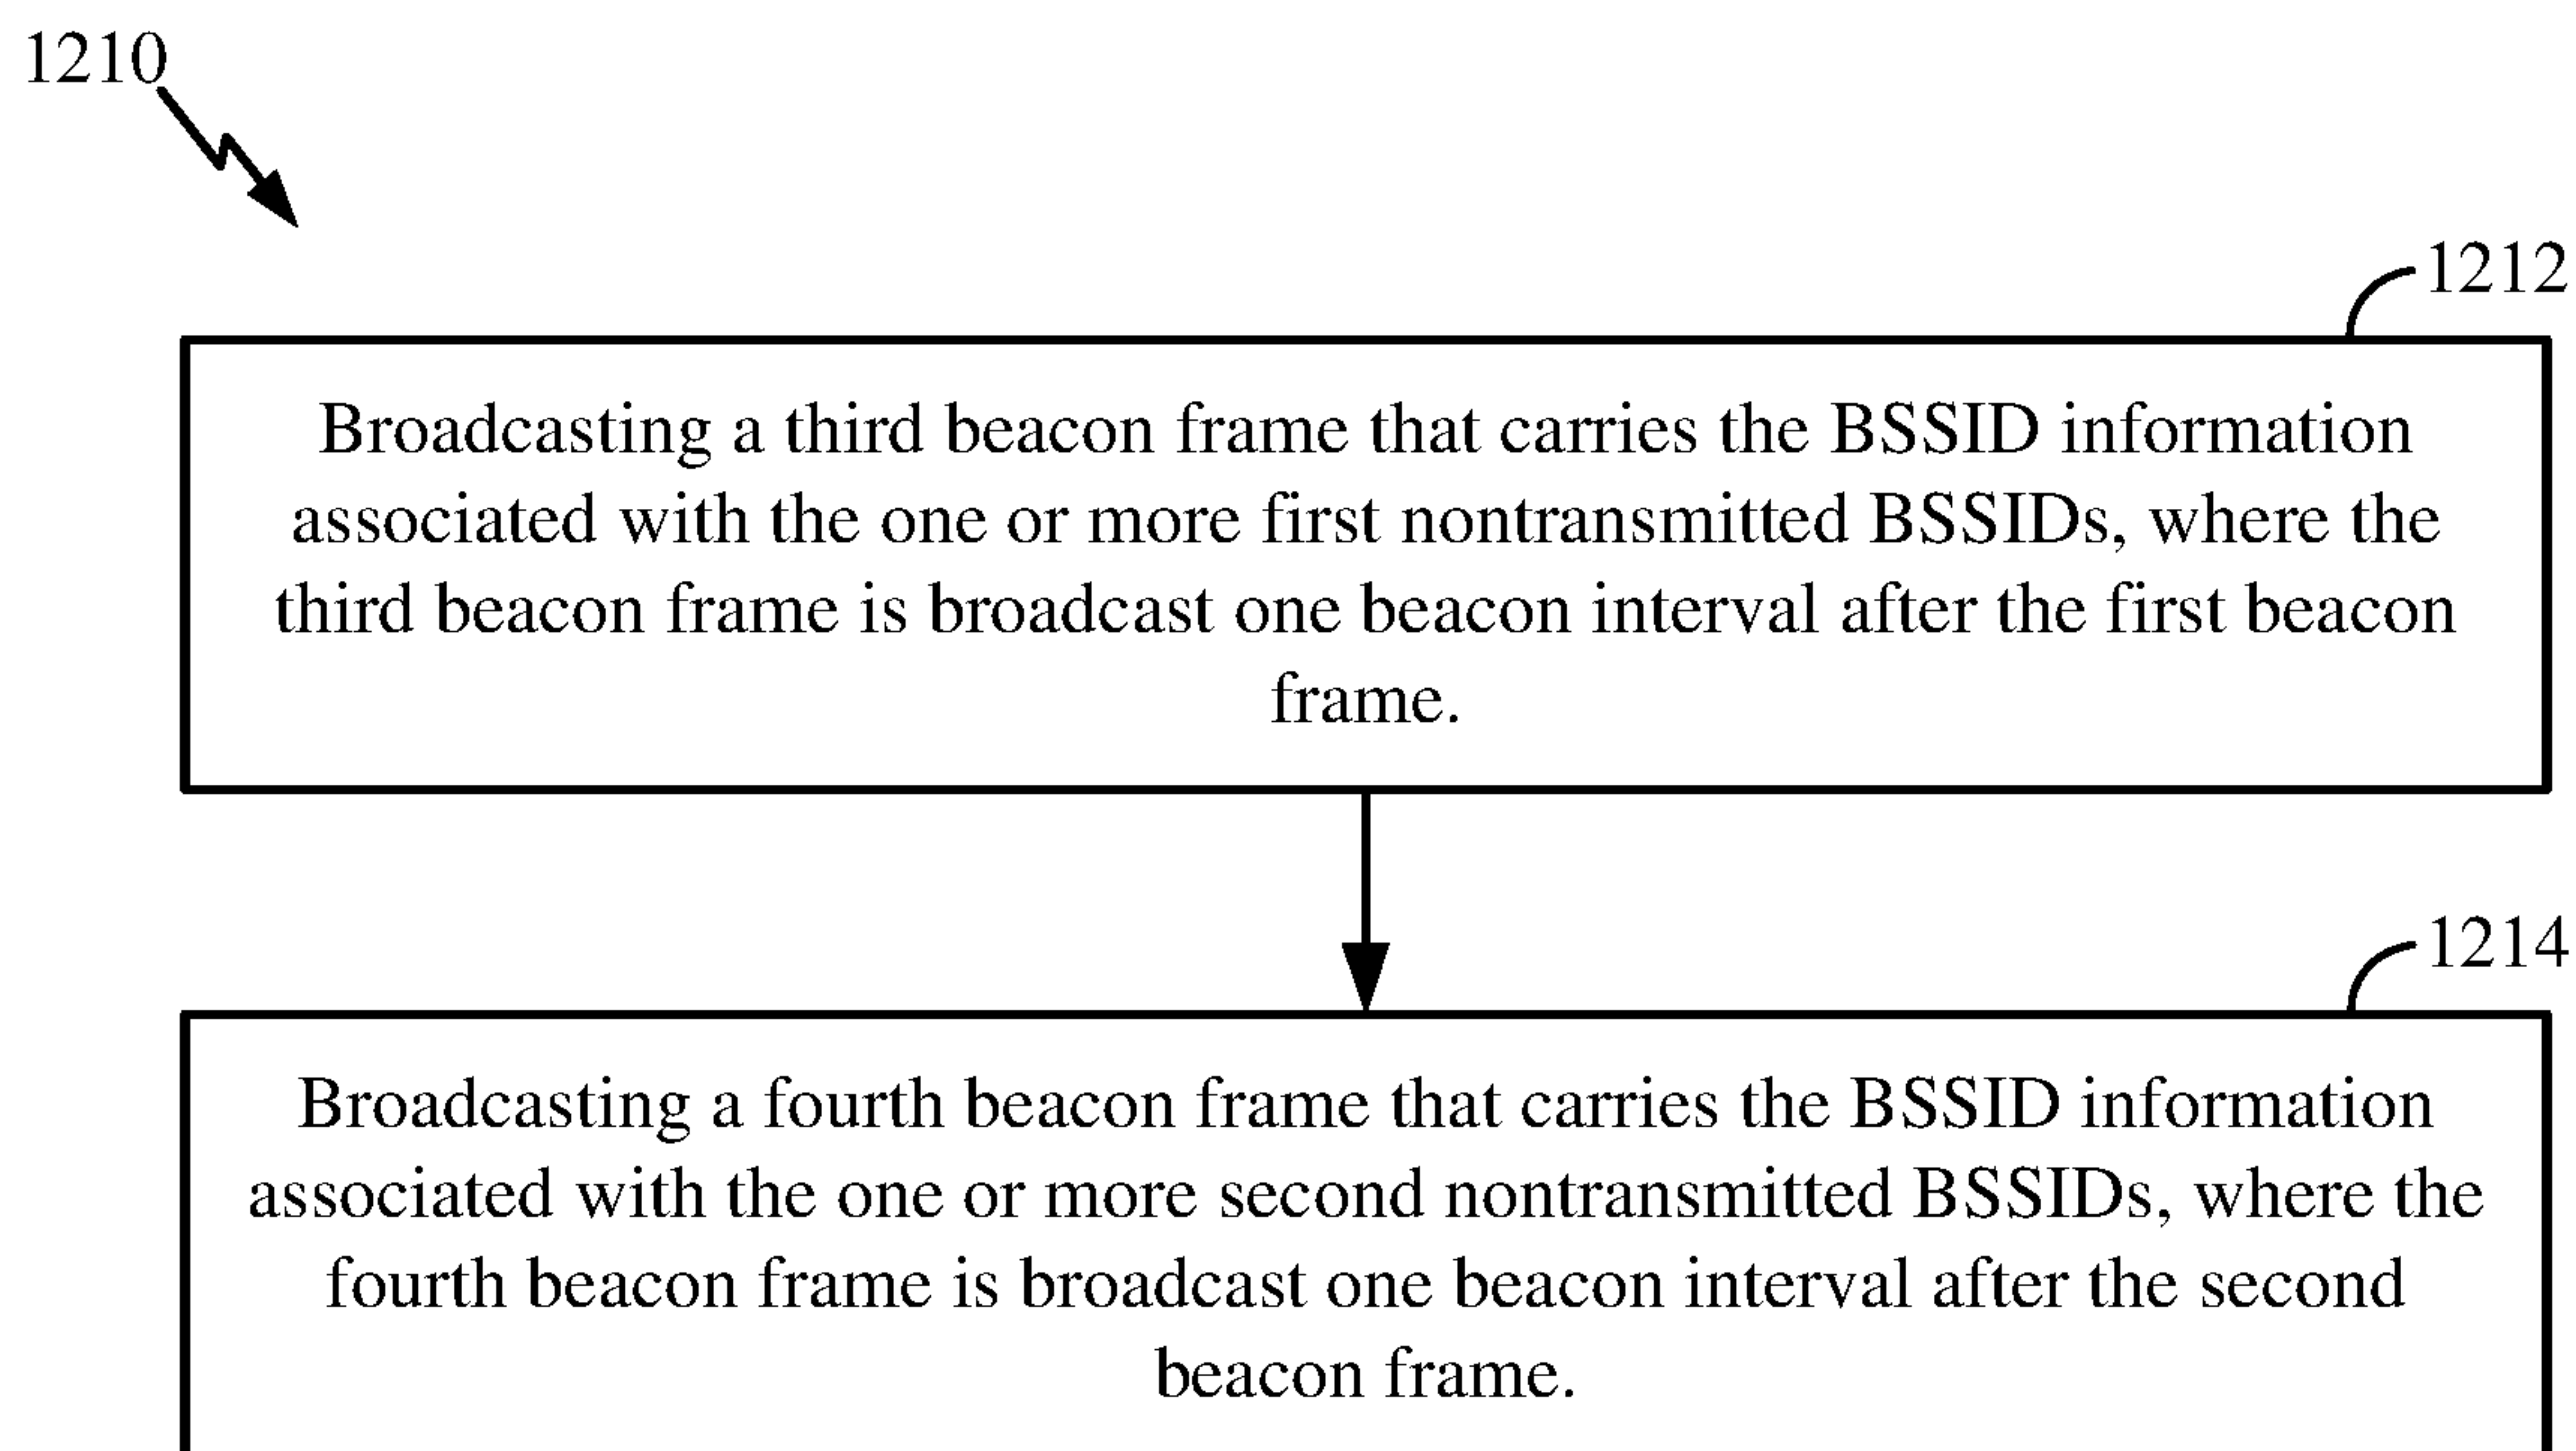 1210
1212
Broadcasting a third beacon frame that carries the BSSID information
associated with the one or more first nontransmitted BSSIDs, where the
third beacon frame is broadcast one beacon interval after the first beacon
frame.
1214
Broadcasting a fourth beacon frame that carries the BSSID information
associated with the one or more second nontransmitted BSSIDs, where the
fourth beacon frame is broadcast one beacon interval after the second
beacon frame.